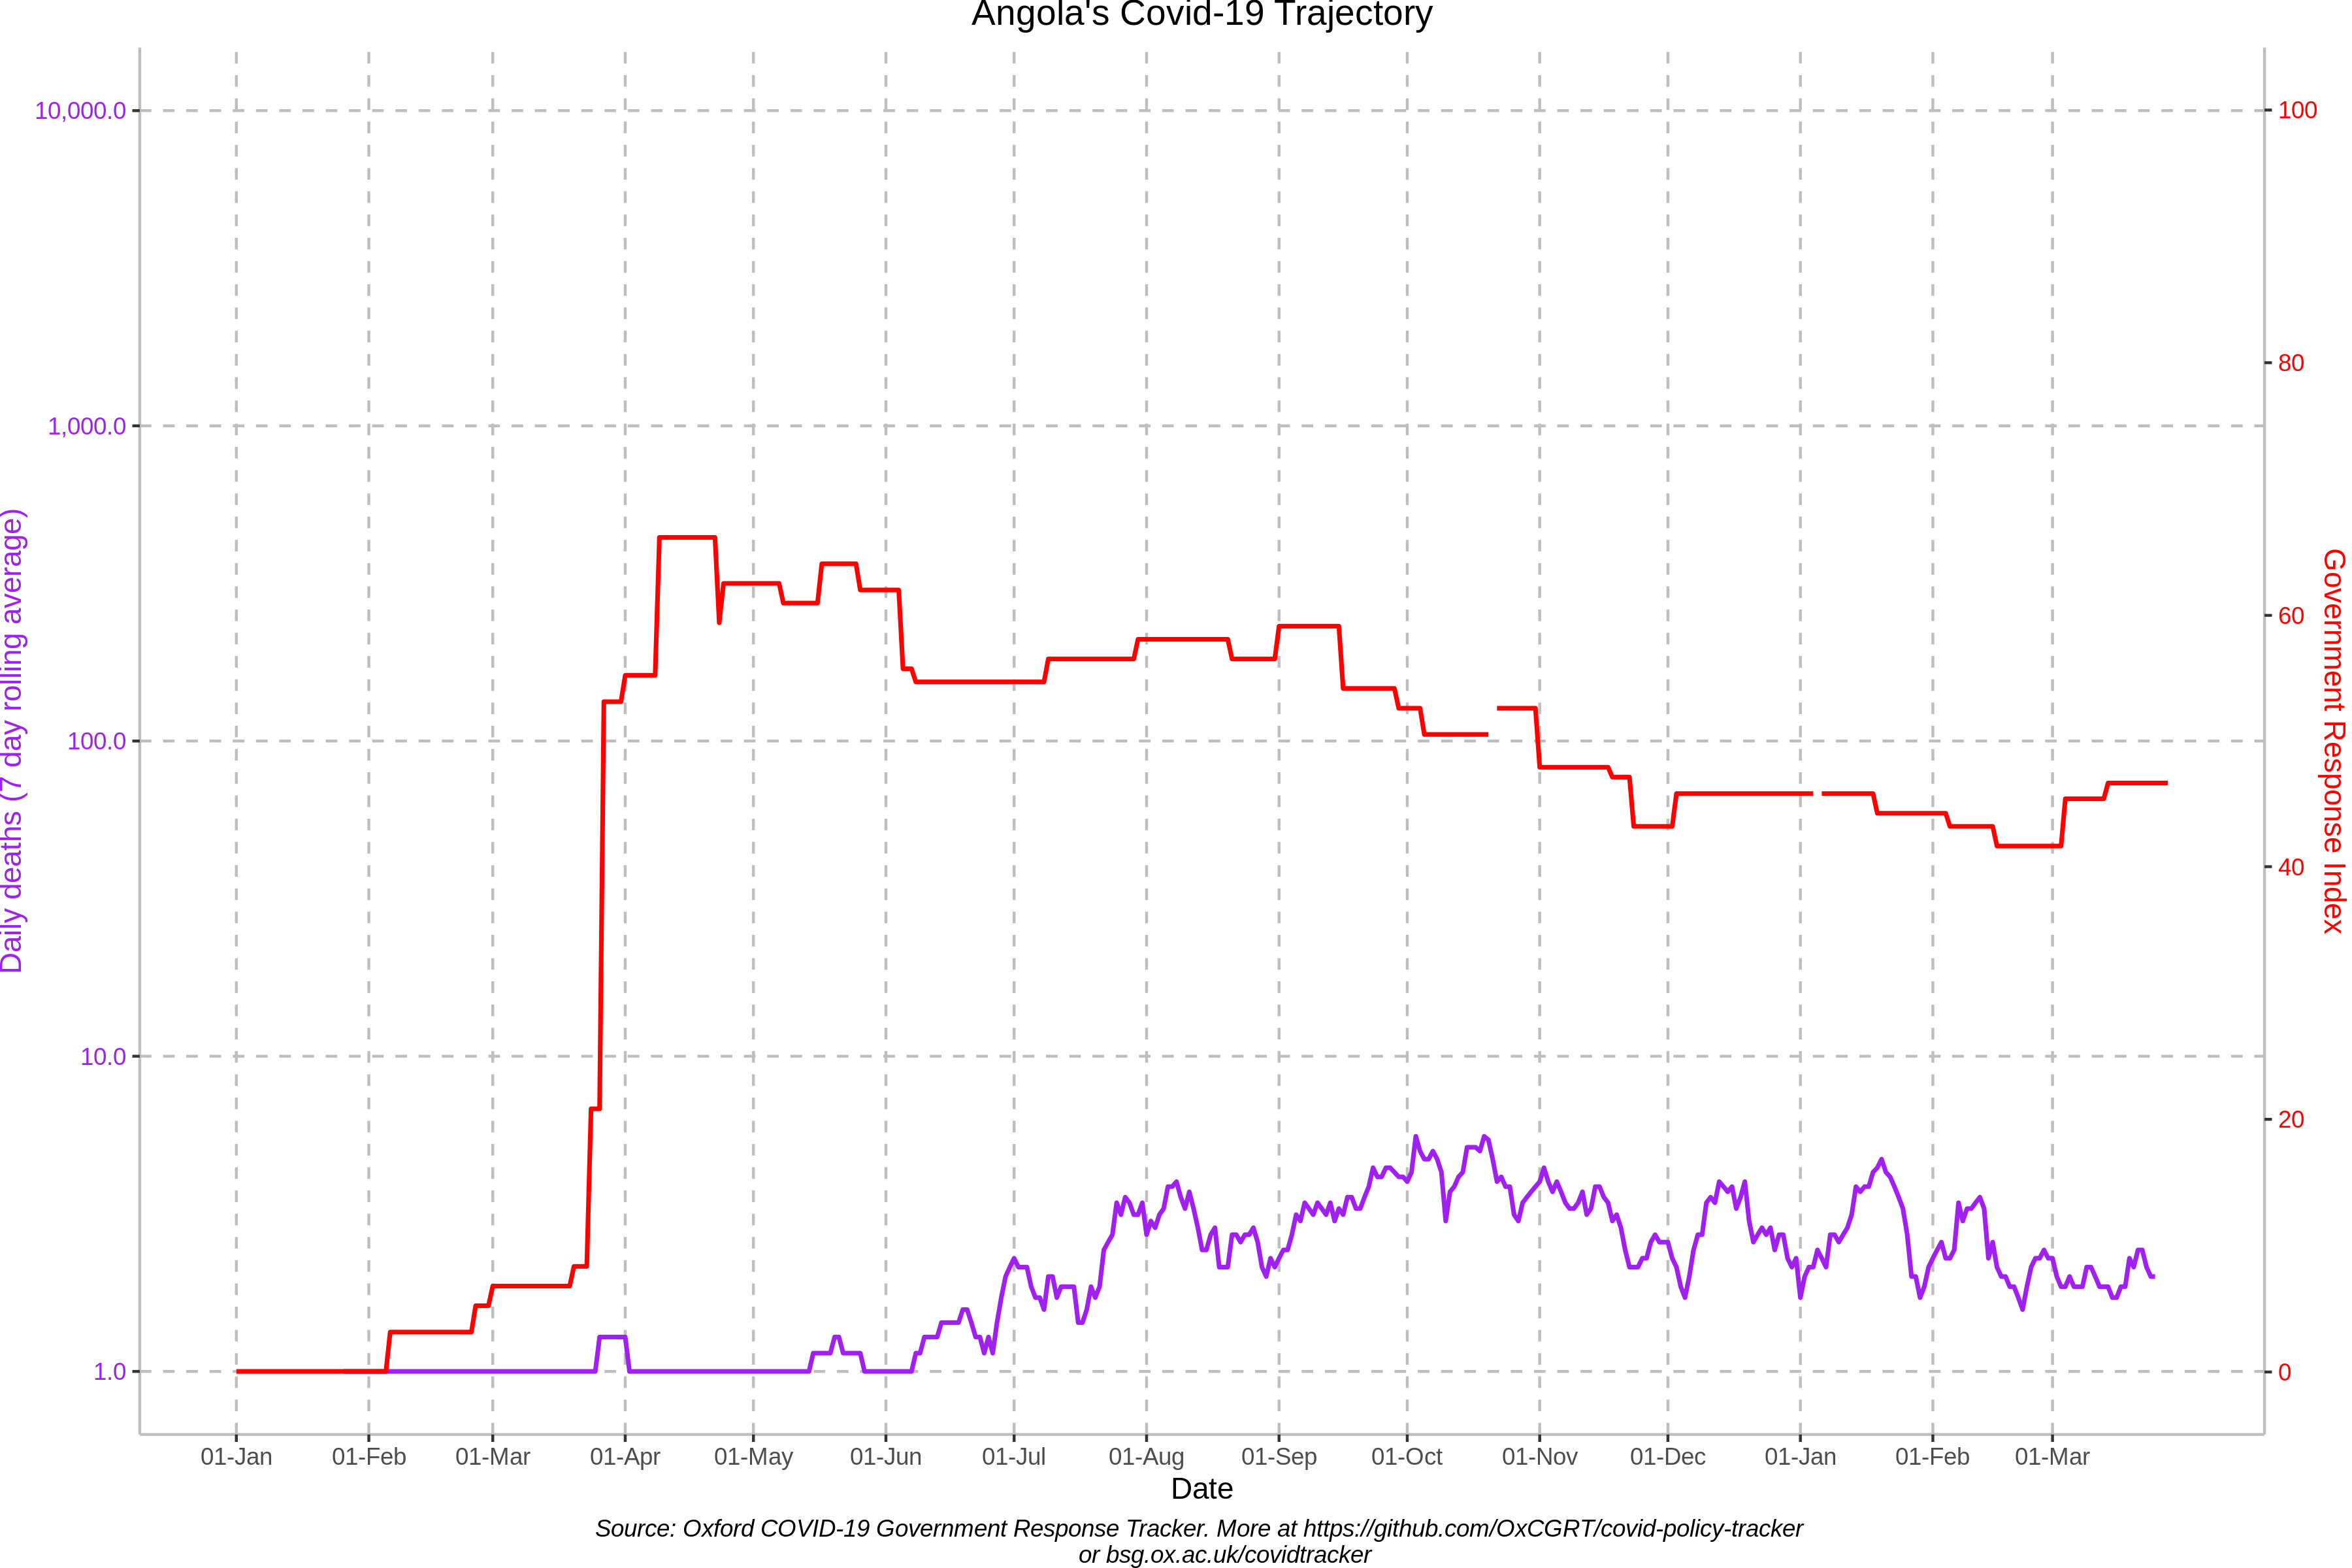 Angola's Covid-19 Trajectory
10,000.0
1,000.0
100.0
10.0
1.0
Daily deaths (7 day rolling average)
100
80
60
40
20
0
Government Response Index
01-Jan 01-Feb 01-Mar 01-Apr 01-May 01-Jun 01-Jul 01-Aug 01-Sep 01-Oct 01-Nov 01-Dec 01-Jan 01-Feb 01-Mar
Date
Source: Oxford COVID-19 Government Response Tracker. More at https://github.com/OxCGRT/covid-policy-tracker
or bsg.ox.ac.uk/covidtracker